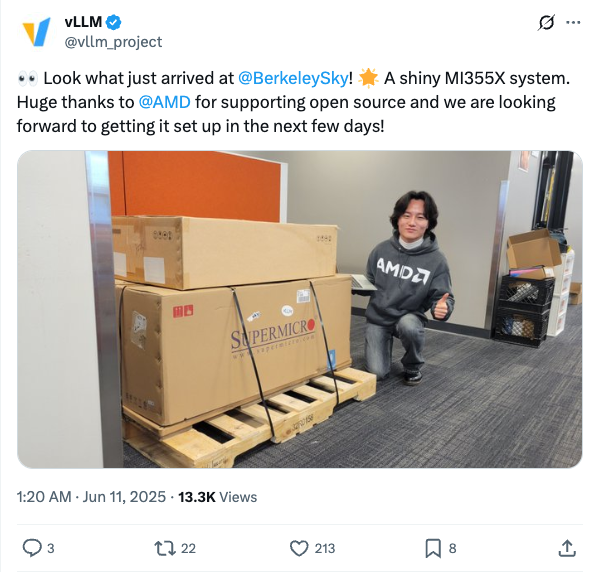 vLLM
@vllm_project
👀 Look what just arrived at @BerkeleySky! 🌟 A shiny MI355X system.
Huge thanks to @AMD for supporting open source and we are looking
forward to getting it set up in the next few days!
SUPERMICRO
www.supermicro.com
AMD
1:20 AM · Jun 11, 2025 · 13.3K Views
3
22
213
8